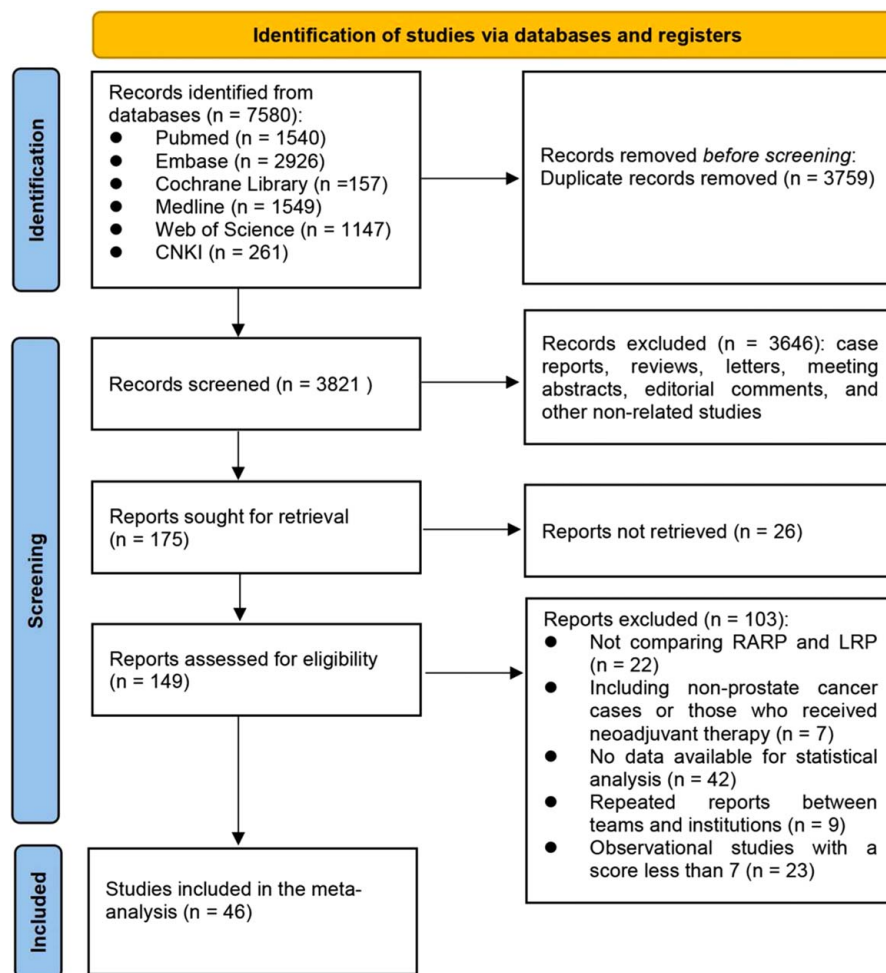 Identification of studies via databases and registers
Identification
Records identified from
databases (n = 7580):
● Pubmed (n = 1540)
● Embase (n = 2926)
● Cochrane Library (n =157)
● Medline (n = 1549)
● Web of Science (n = 1147)
● CNKI (n = 261)
Records removed before screening:
Duplicate records removed (n = 3759)
Screening
Records screened (n = 3821 )
Records excluded (n = 3646): case
reports, reviews, letters, meeting
abstracts, editorial comments, and
other non-related studies
Reports sought for retrieval
(n = 175)
Reports not retrieved (n = 26)
Reports assessed for eligibility
(n = 149)
Reports excluded (n = 103):
● Not comparing RARP and LRP
(n = 22)
● Including non-prostate cancer
cases or those who received
neoadjuvant therapy (n = 7)
● No data available for statistical
analysis (n = 42)
● Repeated reports between
teams and institutions (n = 9)
● Observational studies with a
score less than 7 (n = 23)
Included
Studies included in the meta-
analysis (n = 46)